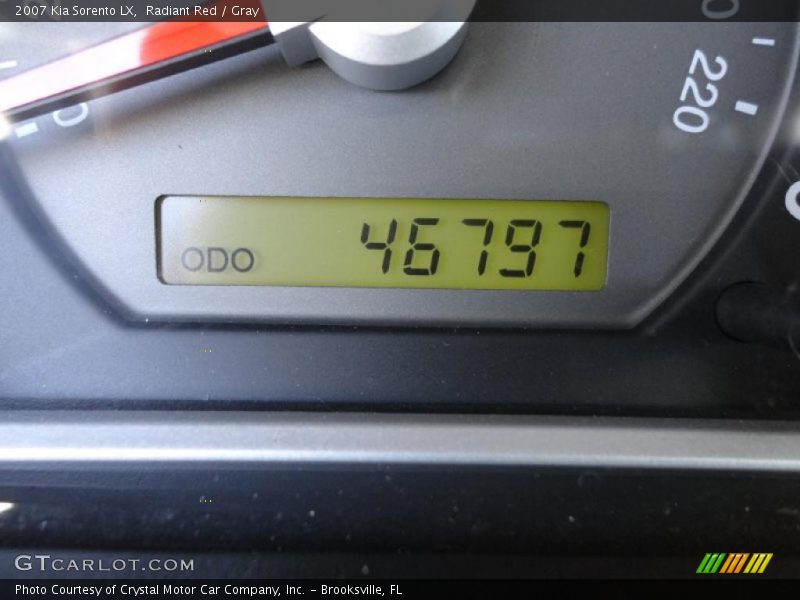 2007 Kia Sorento LX,  Radiant Red / Gray
0
220
ODO 46797
GTCARLOT.COM
Photo Courtesy of Crystal Motor Car Company, Inc. – Brooksville, FL